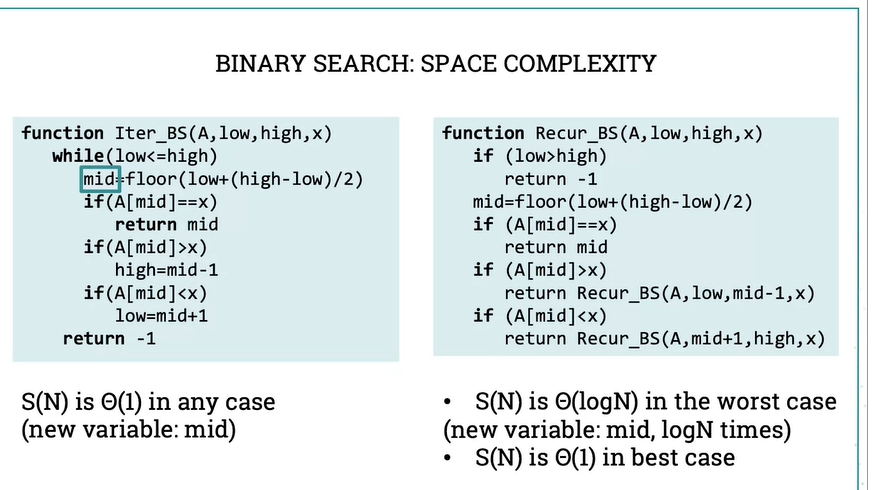 BINARY SEARCH: SPACE COMPLEXITY
function Iter_BS(A,low,high,x)
while(low<=high)
mid=floor(low+(high-low)/2)
if(A[mid]==x)
return mid
if(A[mid]>x)
high=mid-1
if(A[mid]<x)
low=mid+1
return -1
S(N) is Θ(1) in any case
(new variable: mid)
function Recur_BS(A,low,high,x)
if (low>high)
return -1
mid=floor(low+(high-low)/2)
if (A[mid]==x)
return mid
if (A[mid]>x)
return Recur_BS(A,low,mid-1,x)
if (A[mid]<x)
return Recur_BS(A,mid+1,high,x)
• S(N) is Θ(logN) in the worst case
(new variable: mid, logN times)
• S(N) is Θ(1) in best case